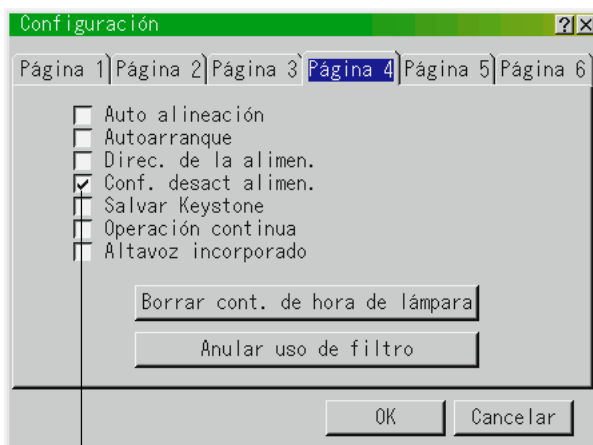 Configuración
Página 1 Página 2 Página 3 Página 4 Página 5 Página 6
Auto alineación
Autoarranque
Direc. de la alimen.
Conf. desact alimen.
Salvar Keystone
Operación continua
Altavoz incorporado
Borrar cont. de hora de lámpara
Anular uso de filtro
OK Cancelar